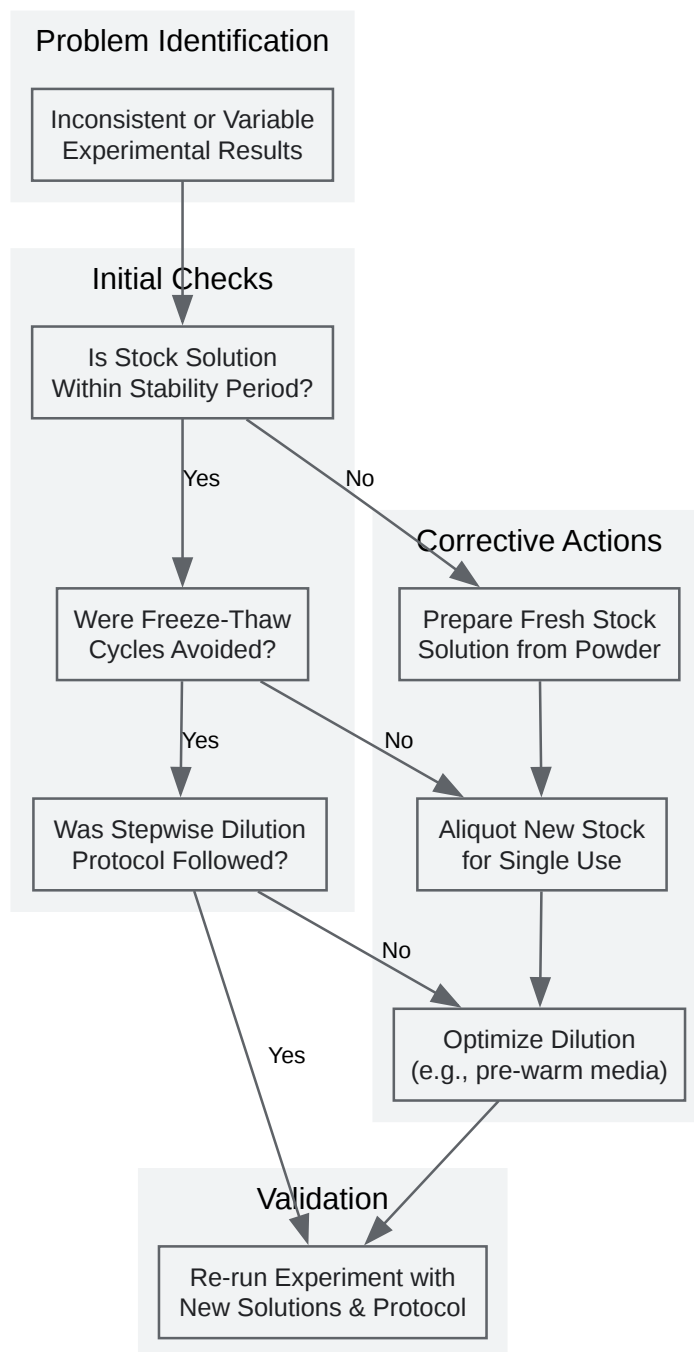 Problem Identification
Inconsistent or Variable
Experimental Results
Initial Checks
Is Stock Solution
Within Stability Period?
Yes
No
Corrective Actions
Were Freeze-Thaw
Cycles Avoided?
Prepare Fresh Stock
Solution from Powder
Yes
No
Was Stepwise Dilution
Protocol Followed?
Aliquot New Stock
for Single Use
No
Optimize Dilution
(e.g., pre-warm media)
Yes
Validation
Re-run Experiment with
New Solutions & Protocol